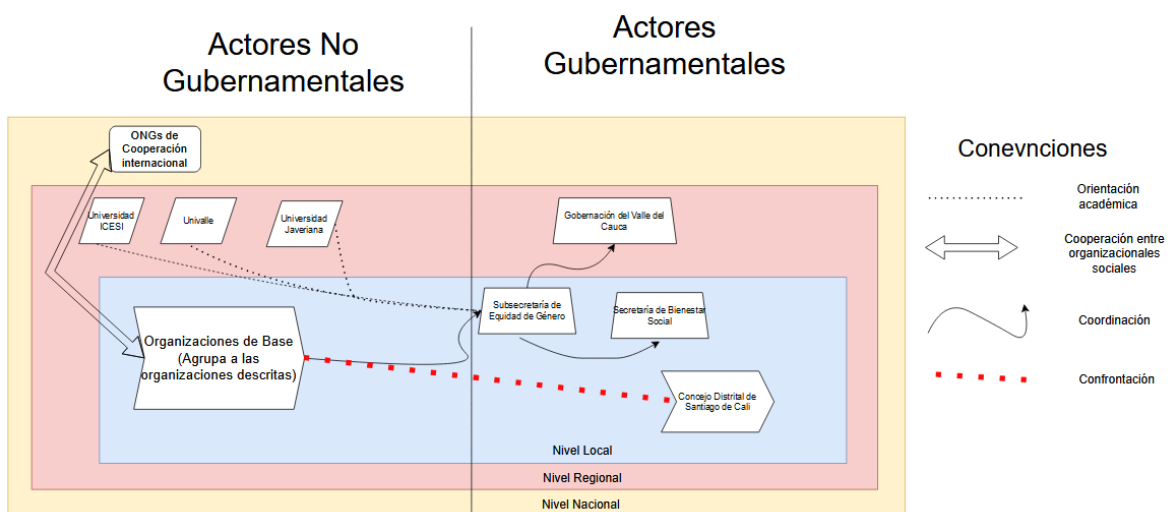 Actores No
Gubernamentales
Actores
Gubernamentales
ONGs de
Cooperación
internacional
Universidad
ICESI
Univalle
Universidad
Javeriana
Gobernación del Valle del
Cauca
Subsecretaría de
Equidad de Género
Secretaría de Bienestar
Social
Organizaciones de Base
(Agrupa a las
organizaciones descritas)
Concejo Distrital de
Santiago de Cali
Nivel Local
Nivel Regional
Nivel Nacional
Conevnciones
Orientación
académica
Cooperación entre
organizacionales
sociales
Coordinación
Confrontación